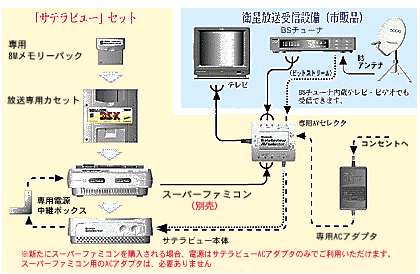 「サテラビュー」セット
衛星放送受信設備（市販品）
専用
8Mメモリーパック
BSチューナ
BS
アンテナ
テレビ
(ビットストリーム)
BSチューナ内蔵テレビ・ビデオでも
受信できます。
放送専用カセット
専用AVセレクタ
コンセントへ
スーパーファミコン
(別売)
専用電源
中継ボックス
専用ACアダプタ
サテラビュー本体
※新たにスーパーファミコンを購入される場合、電源はサテラビューACアダプタのみでご利用いただけます。
スーパーファミコン用のACアダプタは、必要ありません